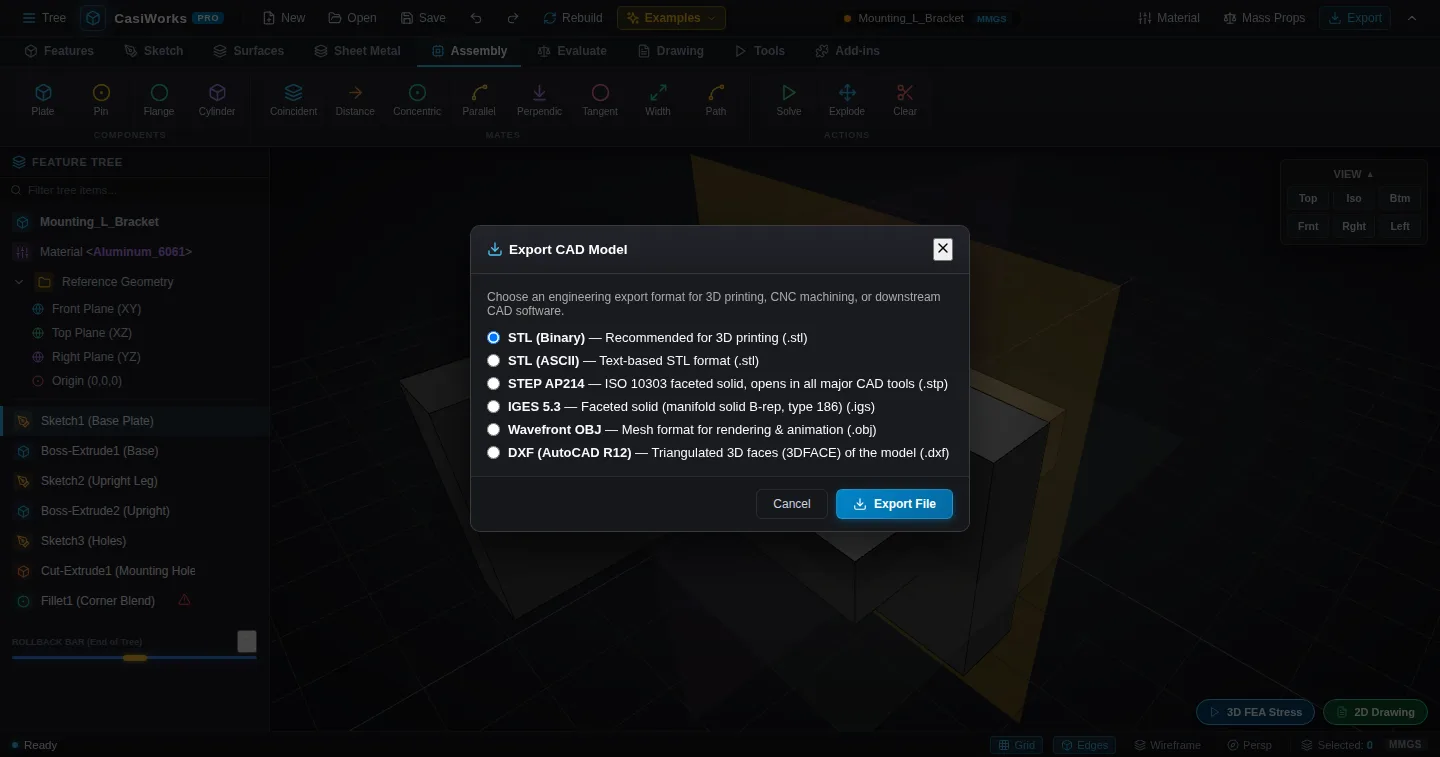 Tree
CasiWorks PRO
New
Open
Save
Rebuild
Examples
Mounting_L_Bracket MMGS
Material
Mass Props
Export
Features
Sketch
Surfaces
Sheet Metal
Assembly
Evaluate
Drawing
Tools
Add-ins
Plate
Pin
Flange
Cylinder
Coincident
Distance
Concentric
Parallel
Perpendic
Tangent
Width
Path
Solve
Explode
Clear
COMPONENTS
MATES
ACTIONS
FEATURE TREE
Filter tree items...
Mounting_L_Bracket
Material <Aluminum_6061>
Reference Geometry
Front Plane (XY)
Top Plane (XZ)
Right Plane (YZ)
Origin (0,0,0)
Sketch1 (Base Plate)
Boss-Extrude1 (Base)
Sketch2 (Upright Leg)
Boss-Extrude2 (Upright)
Sketch3 (Holes)
Cut-Extrude1 (Mounting Hole
Fillet1 (Corner Blend)
ROLLBACK BAR (End of Tree)
VIEW ▲
Top
Iso
Btm
Frnt
Rght
Left
Export CAD Model
Choose an engineering export format for 3D printing, CNC machining, or downstream
CAD software.
STL (Binary) — Recommended for 3D printing (.stl)
STL (ASCII) — Text-based STL format (.stl)
STEP AP214 — ISO 10303 faceted solid, opens in all major CAD tools (.stp)
IGES 5.3 — Faceted solid (manifold solid B-rep, type 186) (.igs)
Wavefront OBJ — Mesh format for rendering & animation (.obj)
DXF (AutoCAD R12) — Triangulated 3D faces (3DFACE) of the model (.dxf)
Cancel
Export File
3D FEA Stress
2D Drawing
Ready
Grid
Edges
Wireframe
Persp
Selected: 0
MMGS